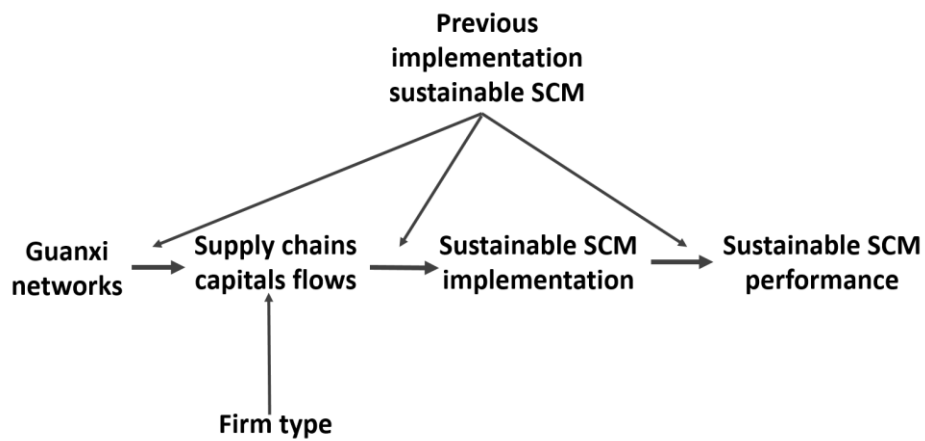 Previous
implementation
sustainable SCM
Guanxi
networks
Supply chains
capitals flows
Sustainable SCM
implementation
Sustainable SCM
performance
Firm type